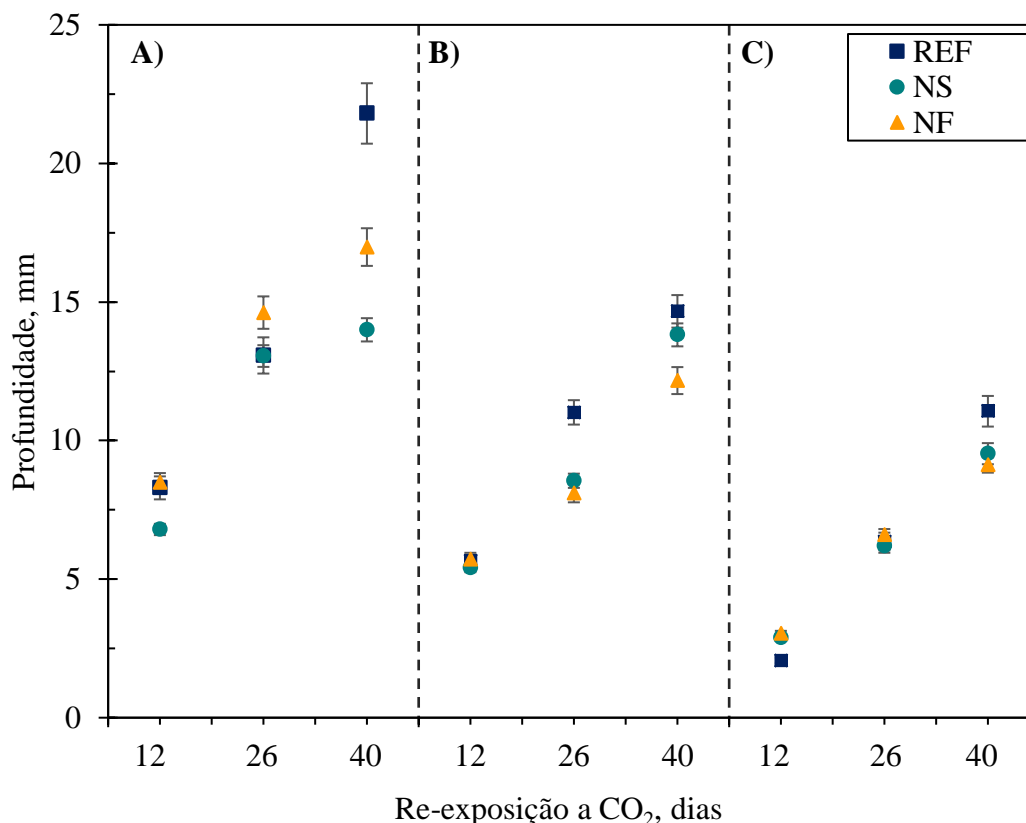 A)
B)
C)
REF
NS
NF
25
20
15
10
5
0
Profundidade, mm
12 26 40 12 26 40 12 26 40
Re-exposição a CO₂, dias